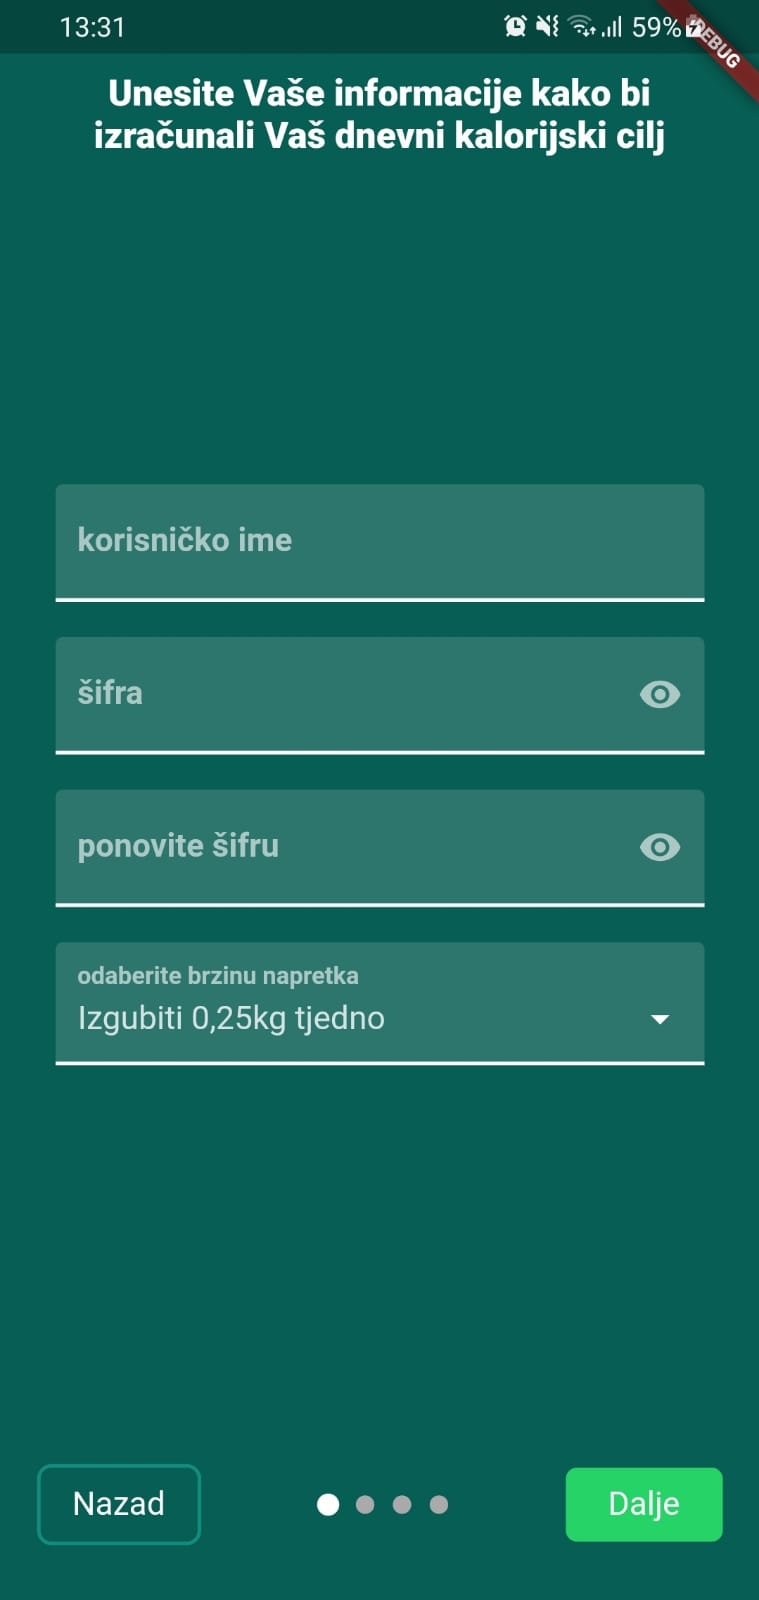 13:31
59%
DEBUG
Unesite Vaše informacije kako bi
izračunali Vaš dnevni kalorijski cilj
korisničko ime
šifra
ponovite šifru
odaberite brzinu napretka
Izgubiti 0,25kg tjedno
Nazad
Dalje